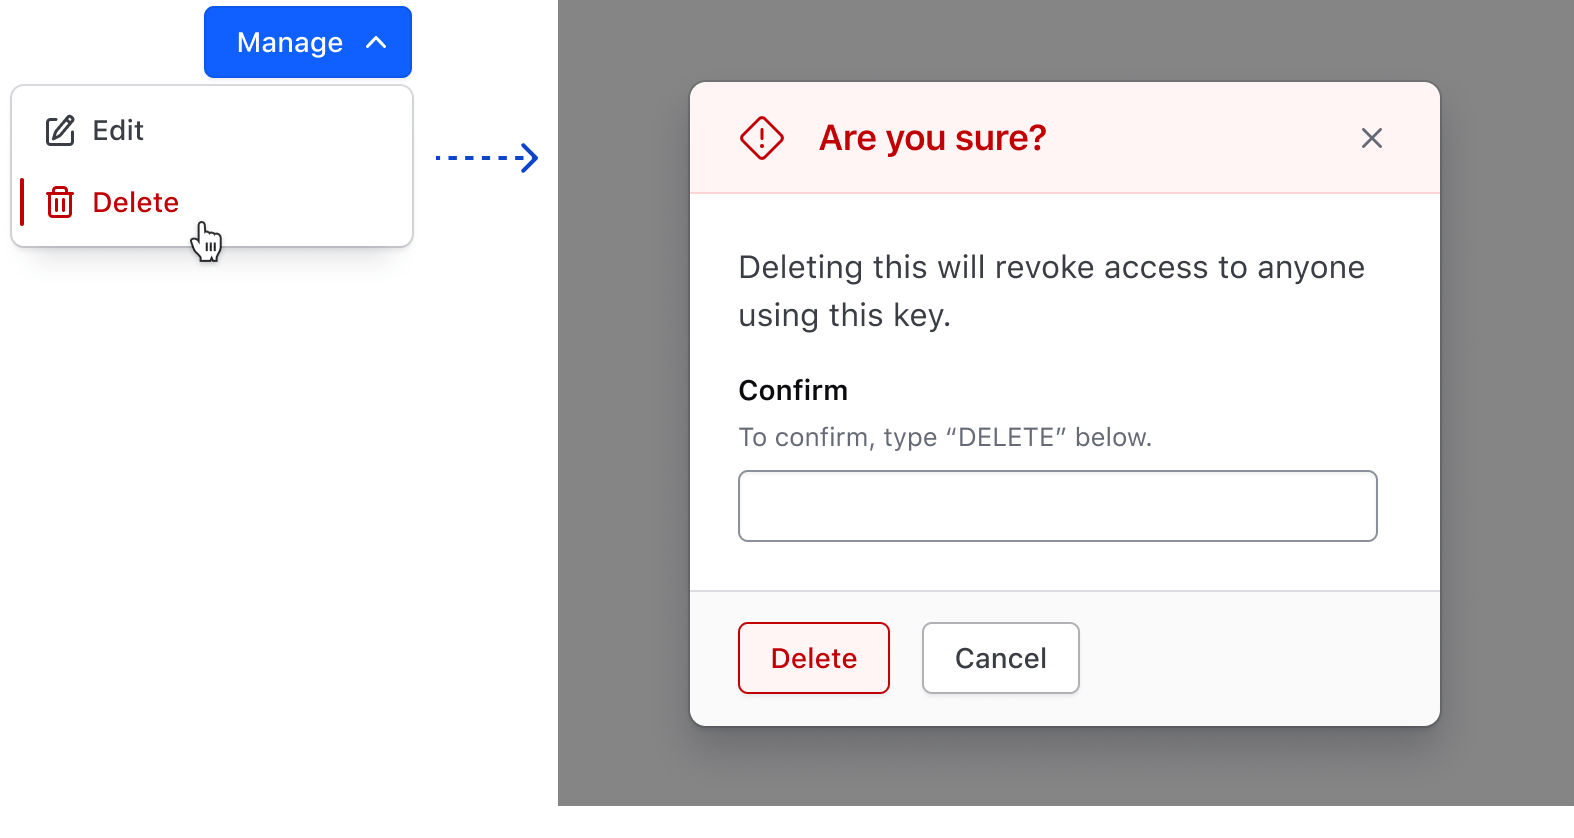 Manage
Edit
Delete
Are you sure?
Deleting this will revoke access to anyone
using this key.
Confirm
To confirm, type “DELETE” below.
Delete
Cancel